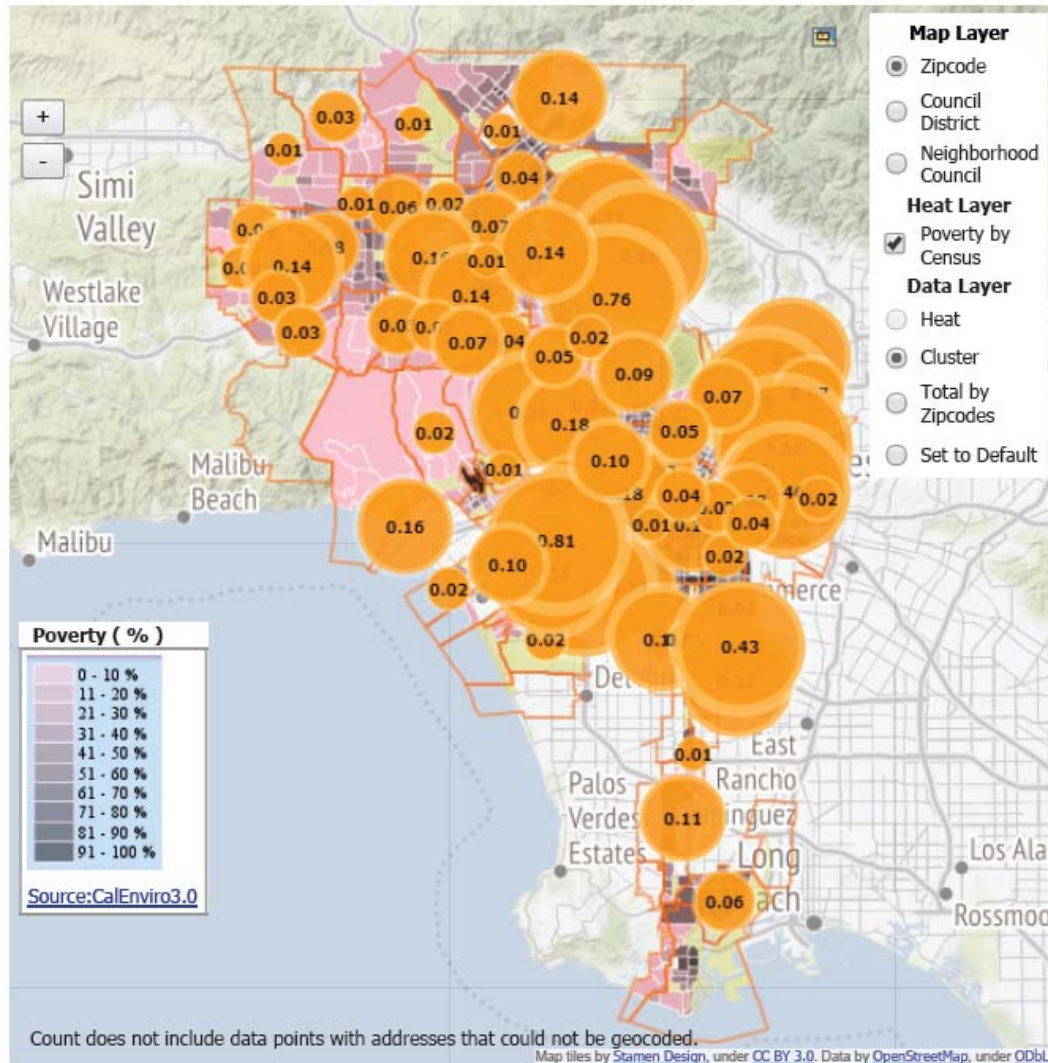 Map Layer
Zipcode
Council
District
Neighborhood
Council
Heat Layer
Poverty by
Census
Data Layer
Heat
Cluster
Total by
Zipcodes
Set to Default
+
-
Simi
Valley
Westlake
Village
Malibu
Beach
Malibu
0.14
0.03
0.01
0.01
0.01
0.04
0.01
0.06
0.02
0.07
0.14
0.14
0.01
0.14
0.76
0.03
0.03
0.07
0.02
0.05
0.09
0.07
0.05
0.18
0.02
0.10
0.01
0.04
0.02
0.16
0.01
0.04
0.81
0.02
0.10
0.02
0.02
0.43
East
Rancho
0.01
Palos
Verdes
Estates
0.11
Long
0.06
Los Ala
Rossmoo
Poverty ( % )
0 - 10 %
11 - 20 %
21 - 30 %
31 - 40 %
41 - 50 %
51 - 60 %
61 - 70 %
71 - 80 %
81 - 90 %
91 - 100 %
Source:CalEnviro3.0
Count does not include data points with addresses that could not be geocoded.
Map tiles by Stamen Design, under CC BY 3.0. Data by OpenStreetMap, under ODbl